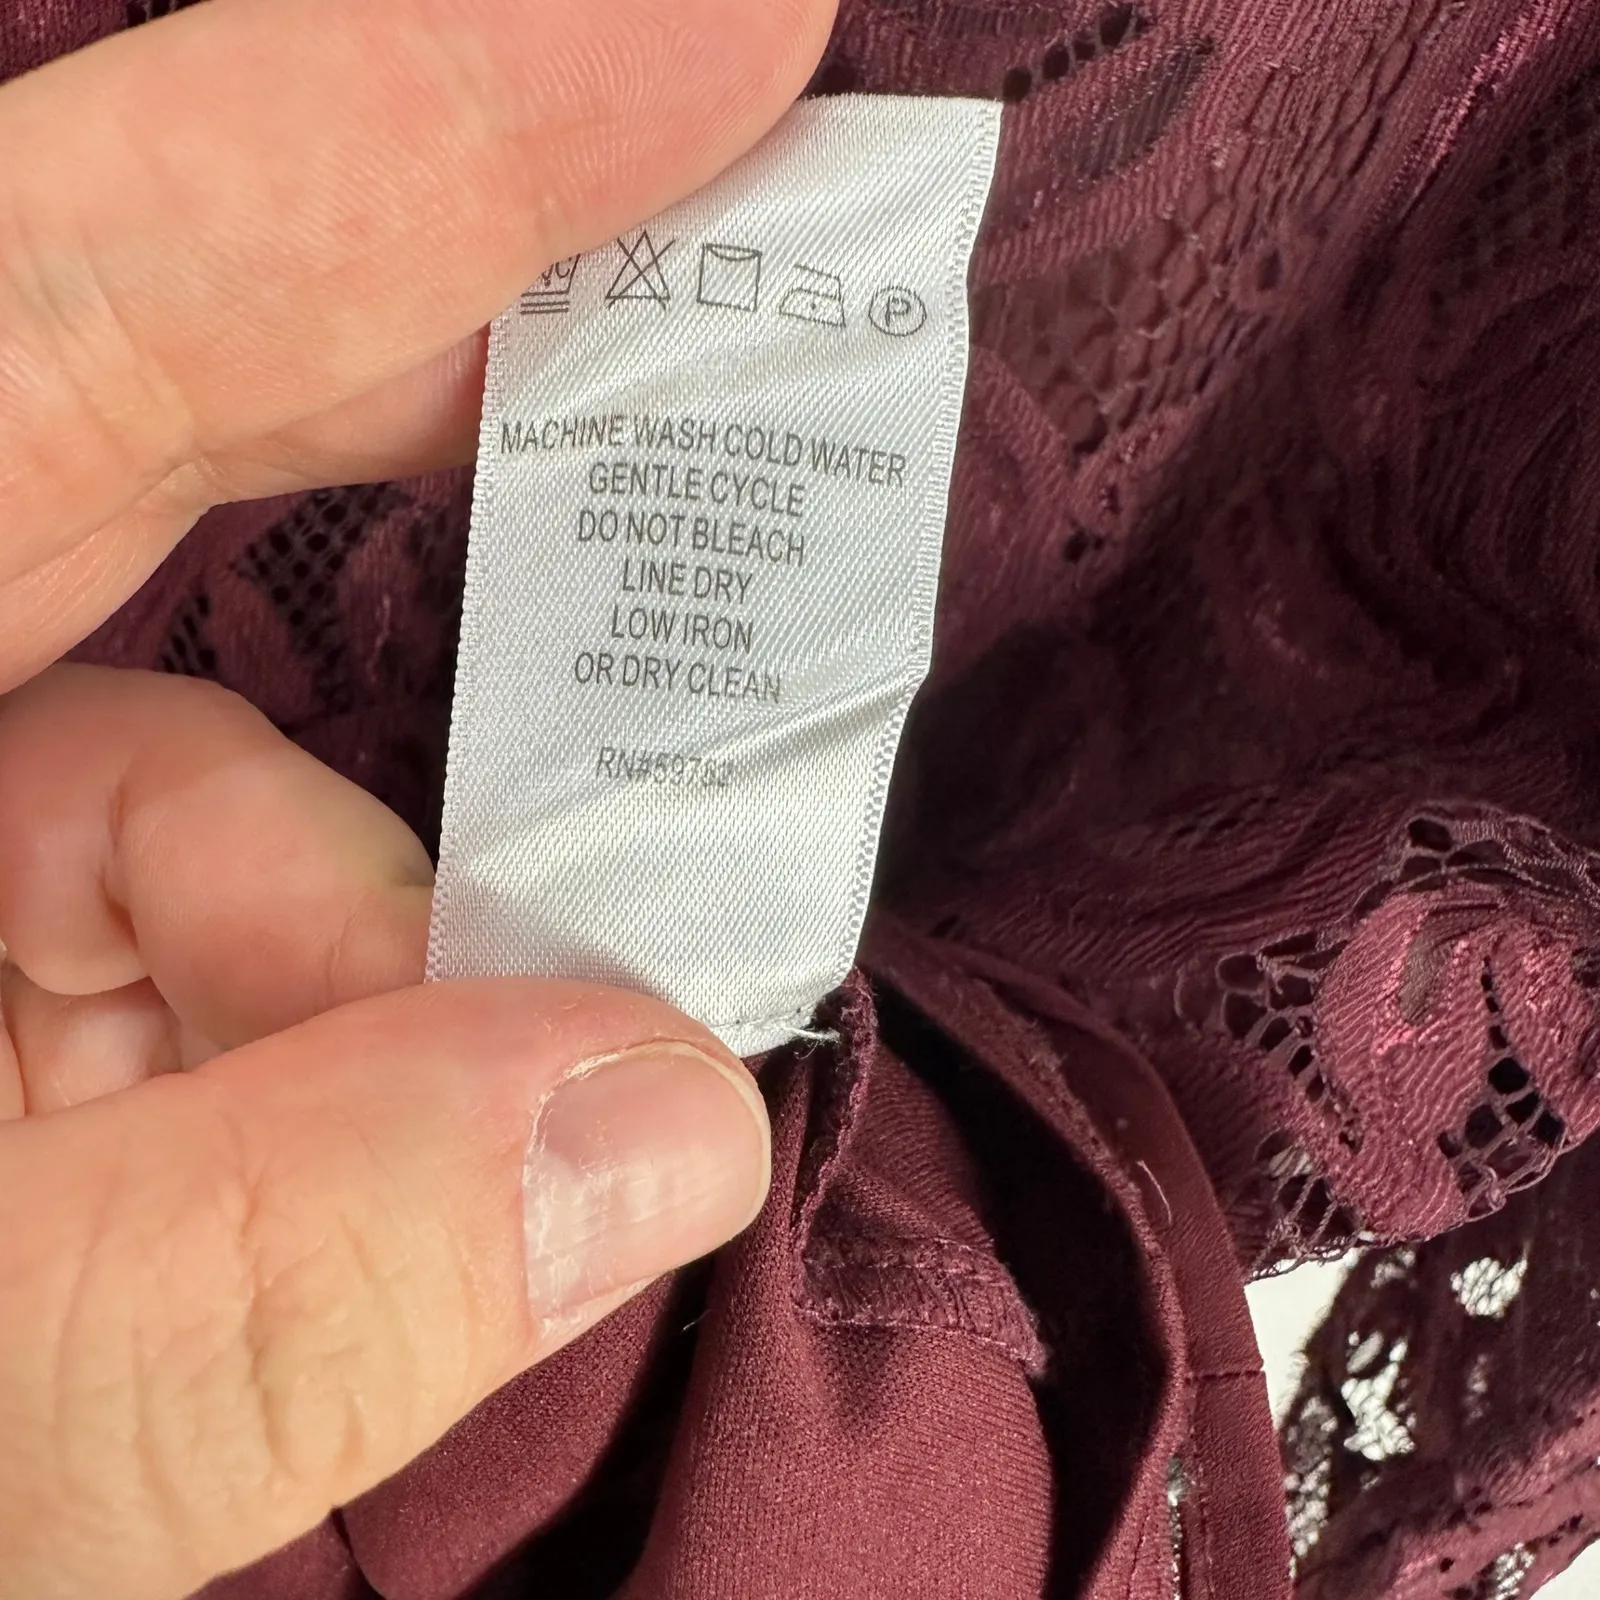 P
MACHINE WASH COLD WATER
GENTLE CYCLE
DO NOT BLEACH
LINE DRY
LOW IRON
OR DRY CLEAN